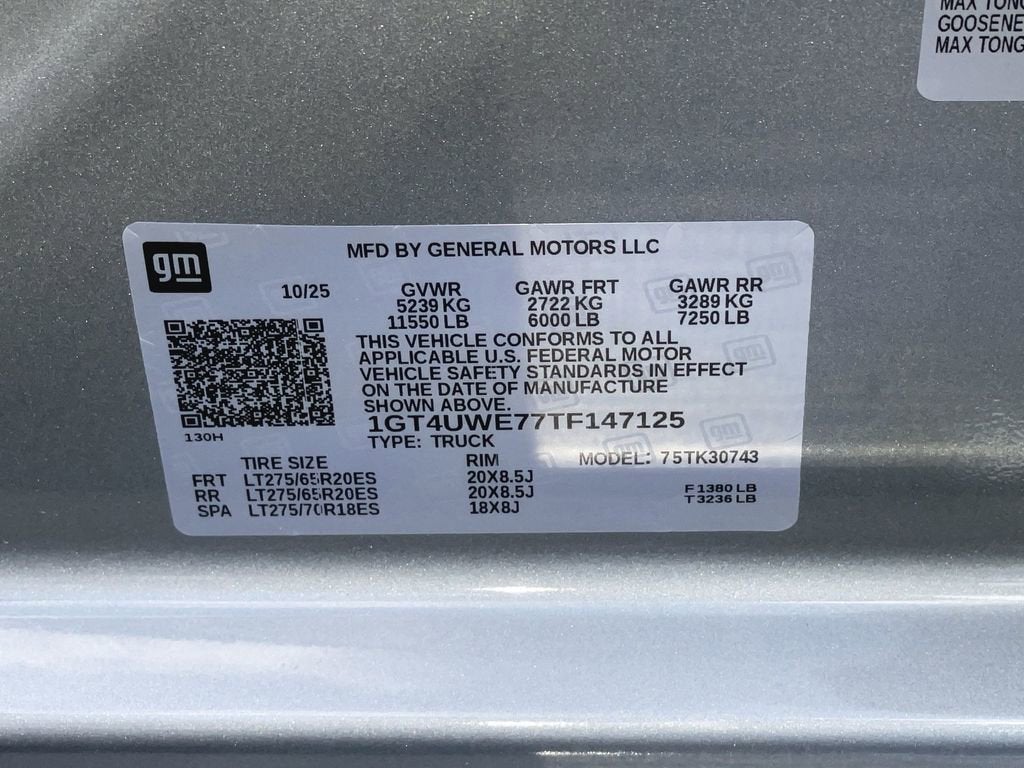 MAX TONG
GOOSENE
MAX TONG
gm
MFD BY GENERAL MOTORS LLC
10/25
GVWR GAWR FRT GAWR RR
5239 KG 2722 KG 3289 KG
11550 LB 6000 LB 7250 LB
THIS VEHICLE CONFORMS TO ALL
APPLICABLE U.S. FEDERAL MOTOR
VEHICLE SAFETY STANDARDS IN EFFECT
ON THE DATE OF MANUFACTURE
SHOWN ABOVE.
1GT4UWE77TF147125
130H
TYPE: TRUCK
MODEL: 75TK30743
TIRE SIZE RIM
FRT LT275/65R20ES 20X8.5J
RR LT275/65R20ES 20X8.5J
SPA LT275/70R18ES 18X8J
F 1380 LB
T 3236 LB